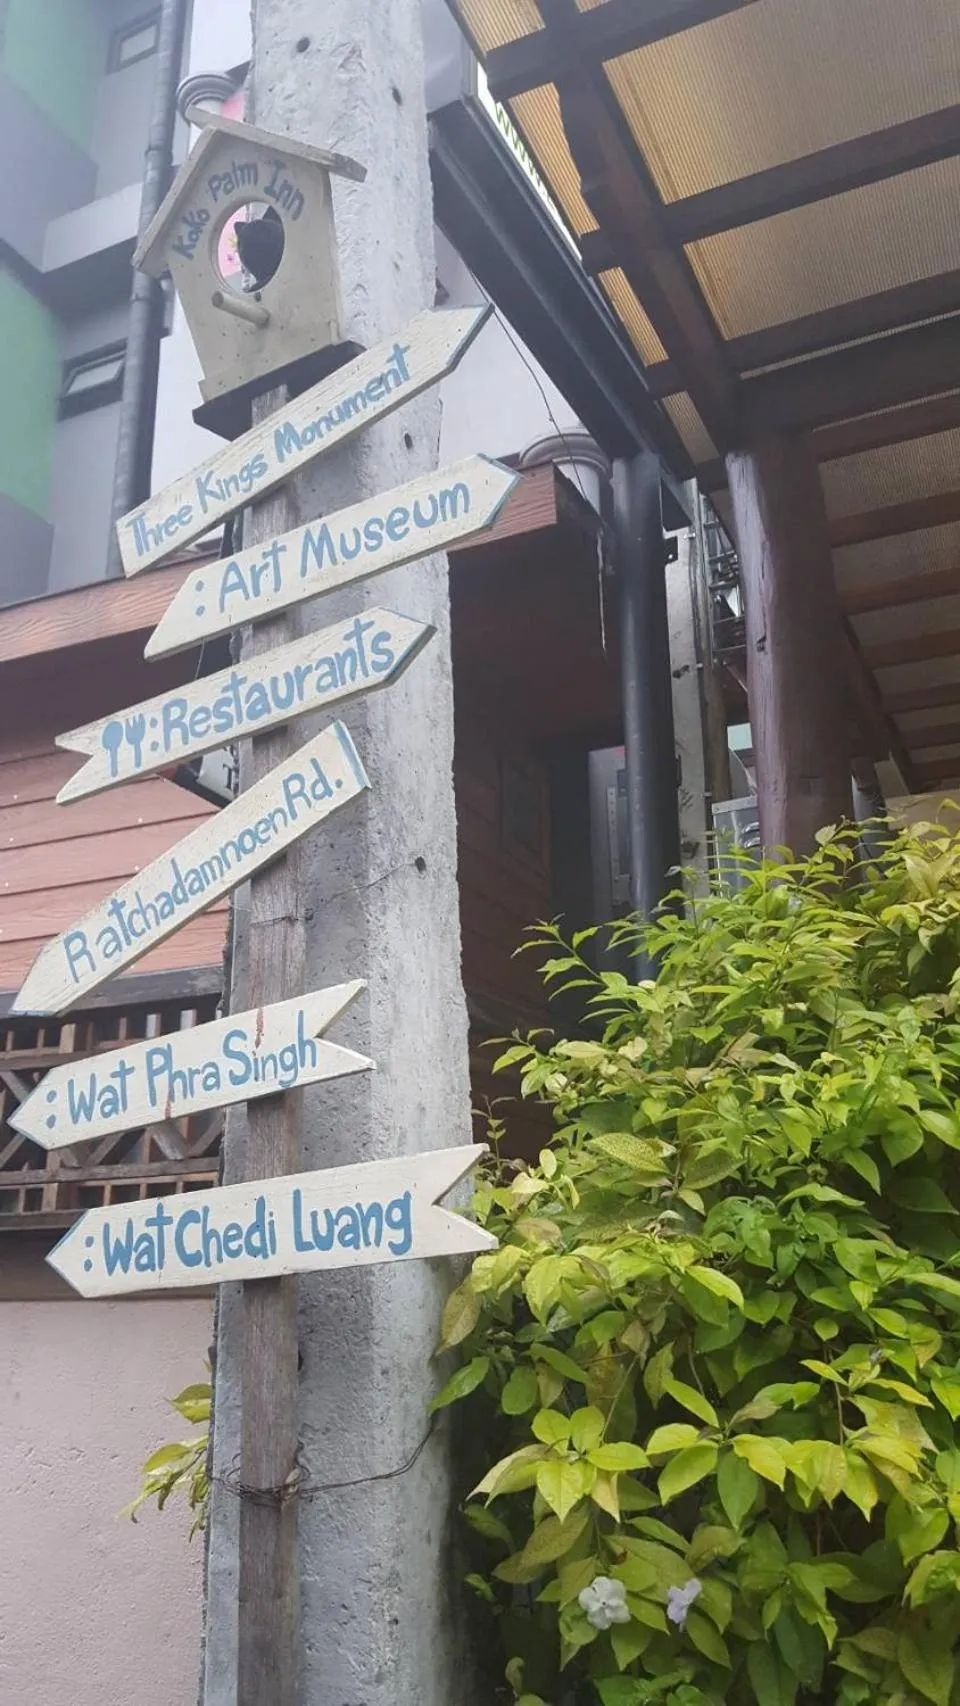 Koko Palm Inn
Three Kings Monument
: Art Museum
: Restaurants
Ratchadamnoen Rd.
: Wat Phra Singh
: Wat Chedi Luang